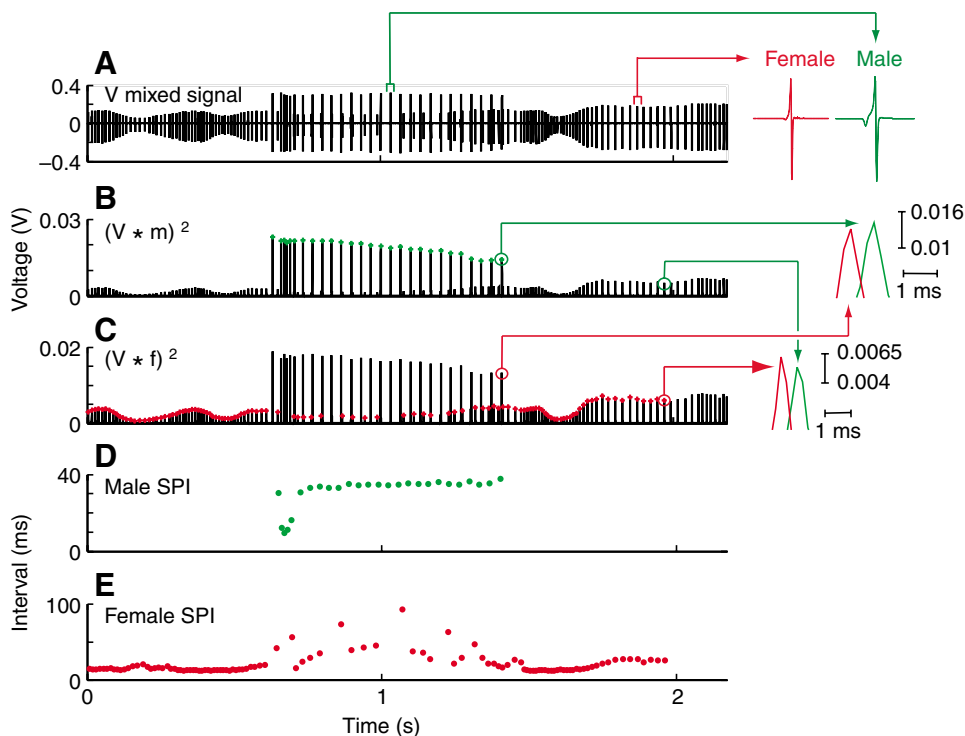 A
V mixed signal
0.4
0
–0.4
Female
Male
B
(V * m) 2
0.03
0
0.016
0.01
1 ms
Voltage (V)
C
(V * f) 2
0.02
0
0.0065
0.004
1 ms
D
Male SPI
40
0
Interval (ms)
E
Female SPI
100
0
0
1
2
Time (s)